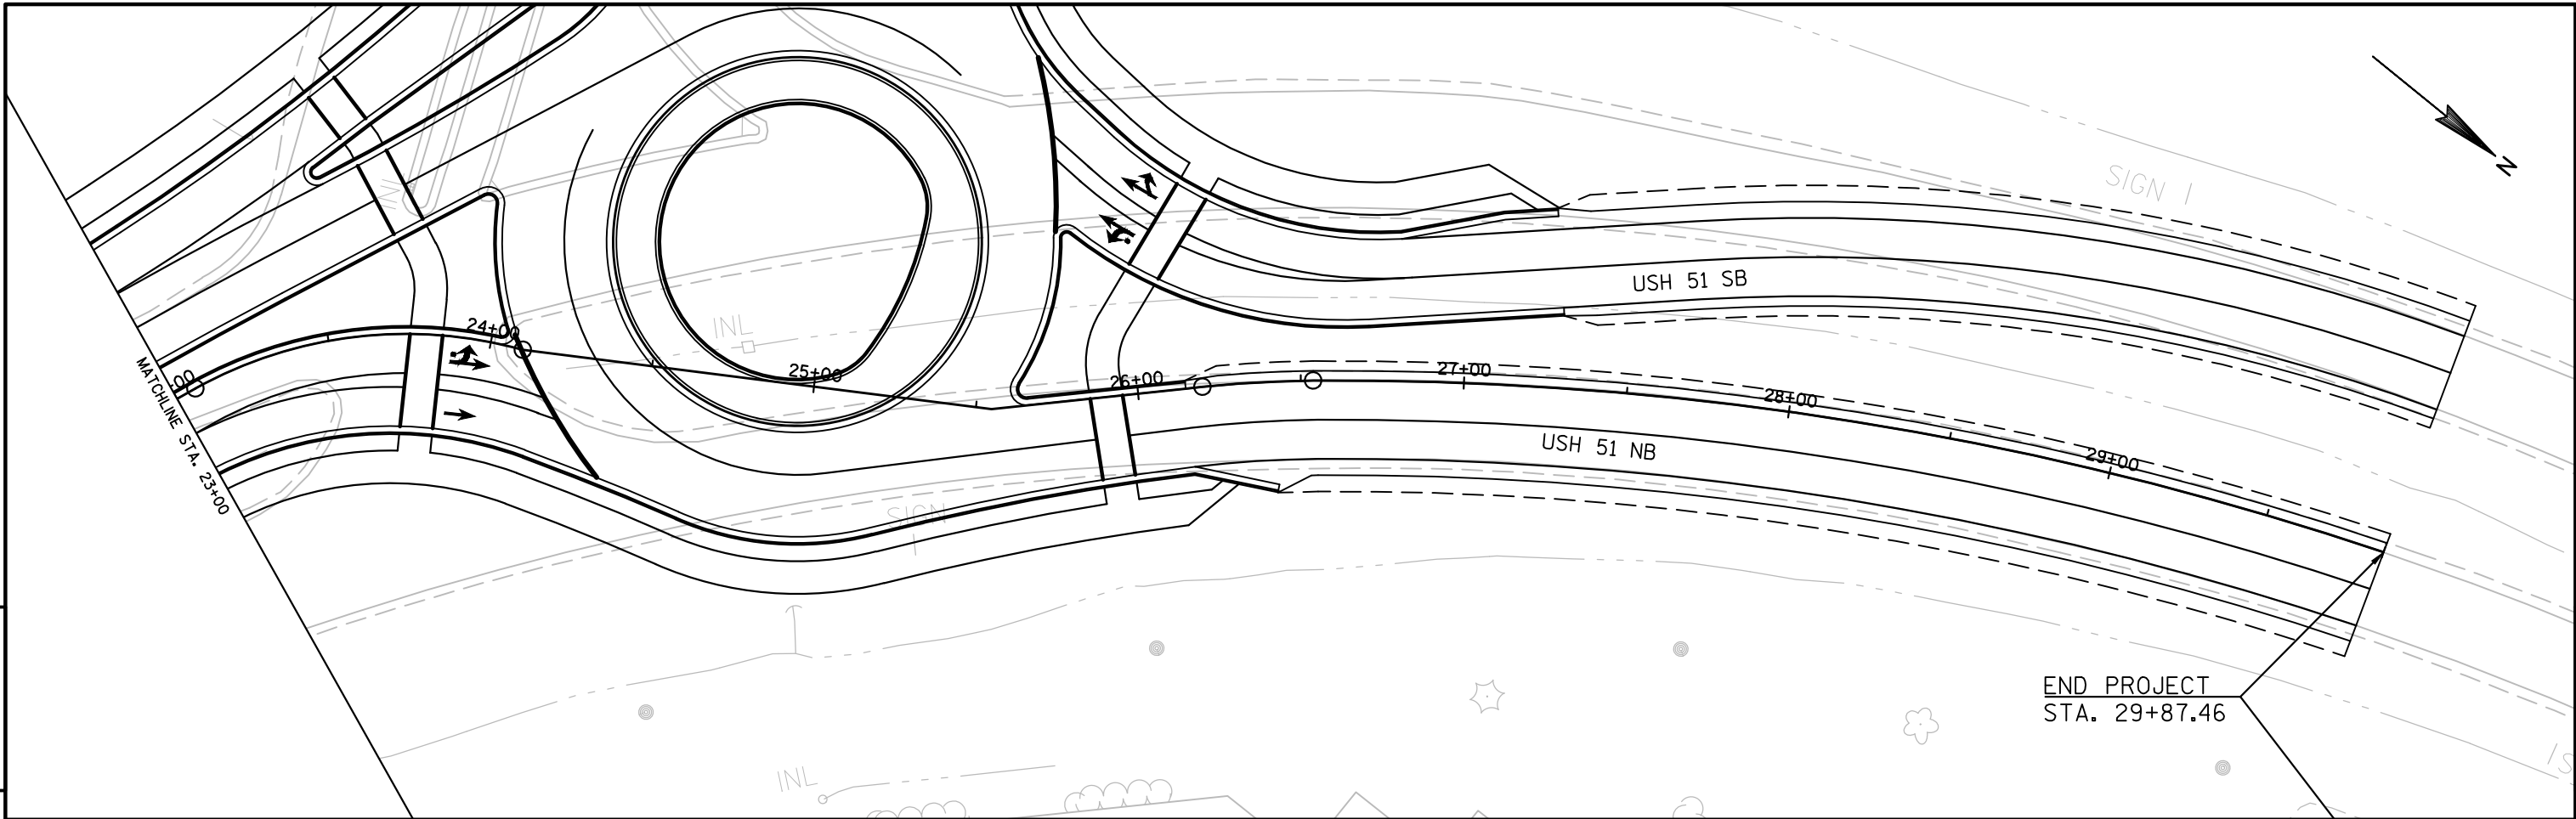 N
SIGN
USH 51 SB
INL
24+00
25+00
26+00
27+00
28+00
29+00
MATCHLINE STA. 23+00
USH 51 NB
SIGN
END PROJECT
STA. 29+87.46
INL